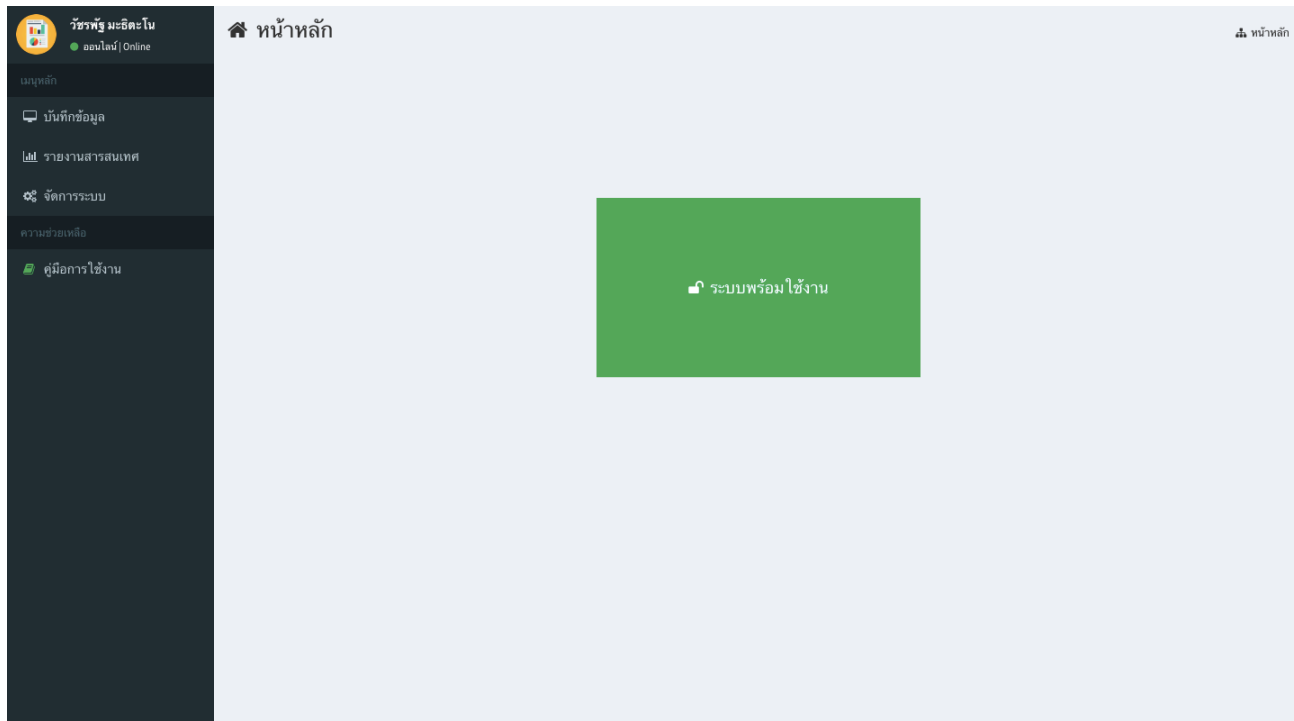 วัชรพัฐ มะธิตะโน
ออนไลน์ | Online
เมนุหลัก
บันทึกข้อมูล
รายงานสารสนเทศ
จัดการระบบ
ความช่วยเหลือ
คู่มือการใช้งาน
หน้าหลัก
หน้าหลัก
ระบบพร้อมใช้งาน